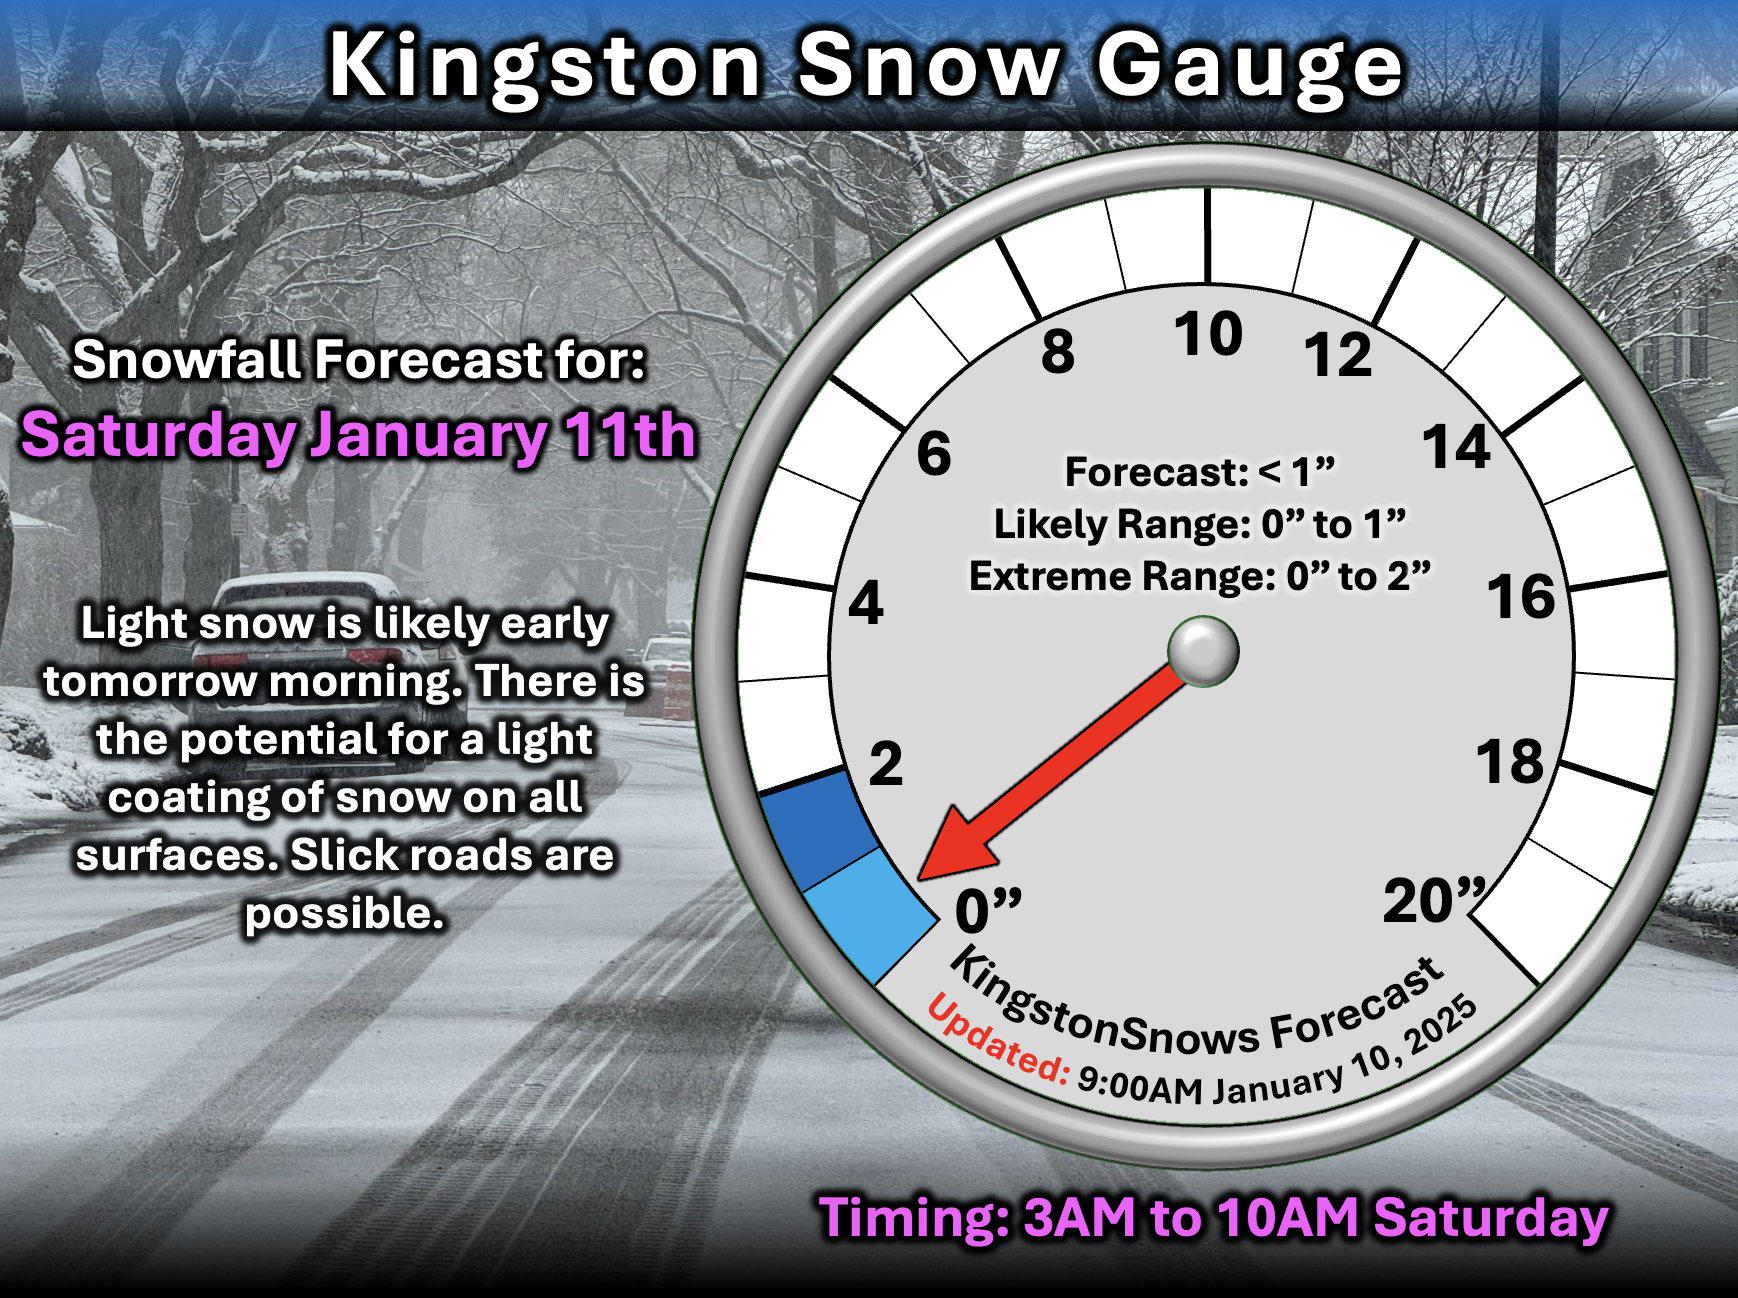 Kingston Snow Gauge
Snowfall Forecast for:
Saturday January 11th
Light snow is likely early
tomorrow morning. There is
the potential for a light
coating of snow on all
surfaces. Slick roads are
possible.
8
10
12
6
14
Forecast: < 1”
Likely Range: 0” to 1”
Extreme Range: 0” to 2”
4
16
2
18
0”
20”
KingstonSnows Forecast
Updated: 9:00AM January 10, 2025
Timing: 3AM to 10AM Saturday